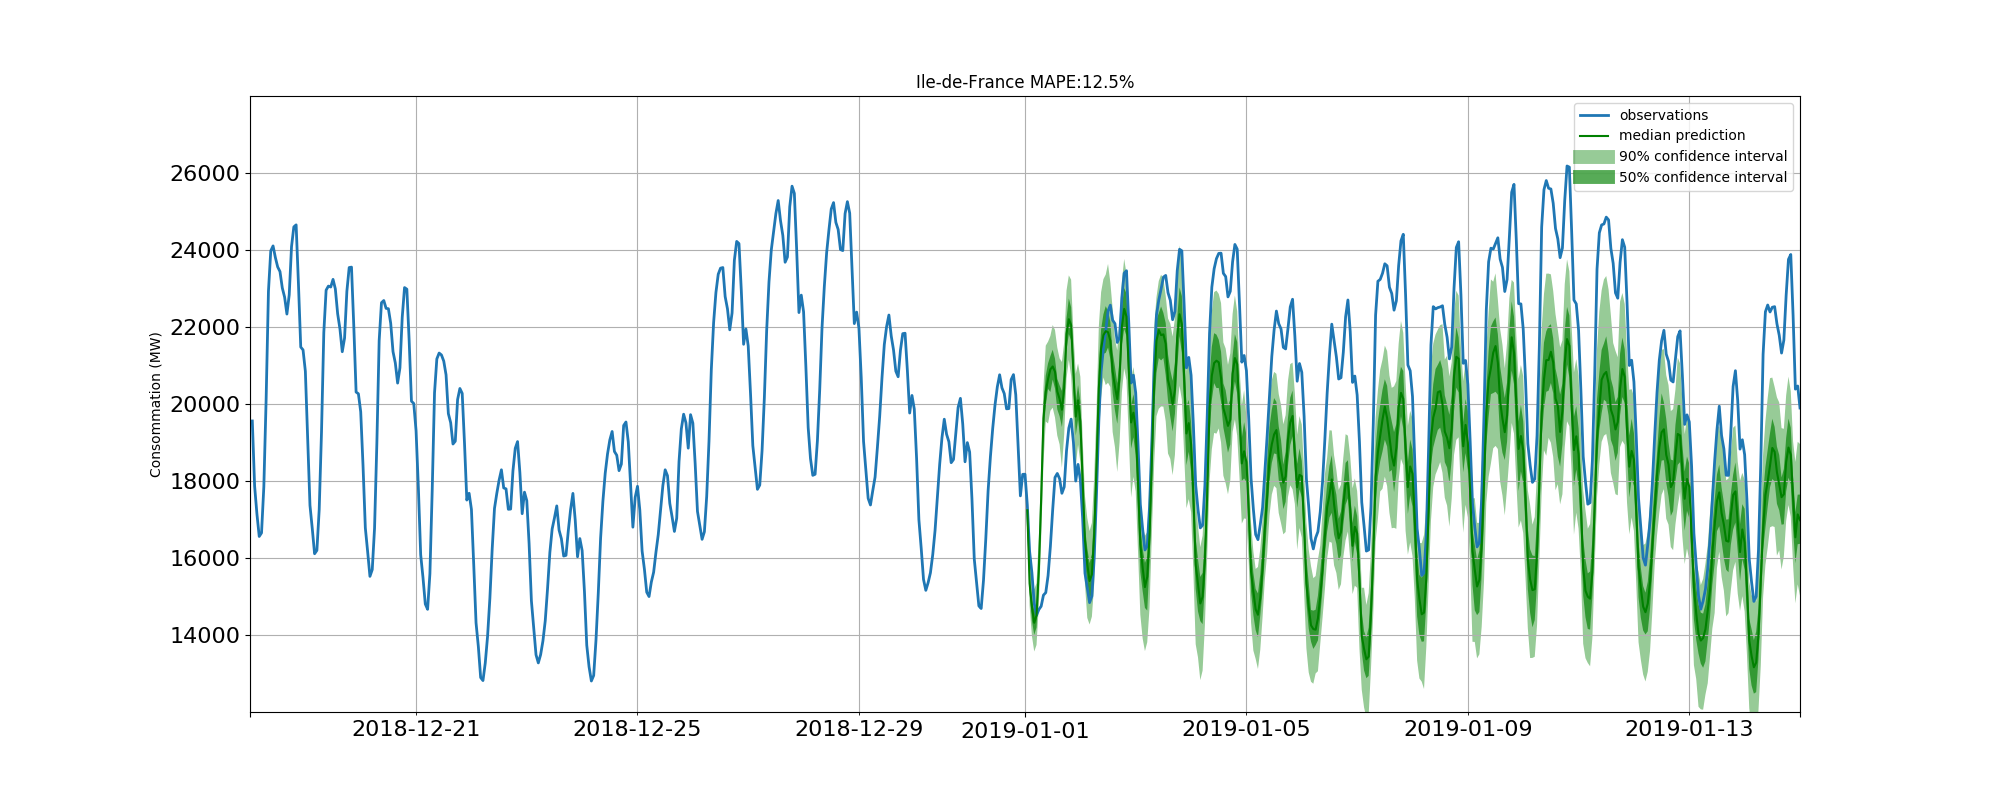 Ile-de-France MAPE:12.5%
observations
median prediction
90% confidence interval
50% confidence interval
Consommation (MW)
26000
24000
22000
20000
18000
16000
14000
2018-12-21
2018-12-25
2018-12-29
2019-01-01
2019-01-05
2019-01-09
2019-01-13